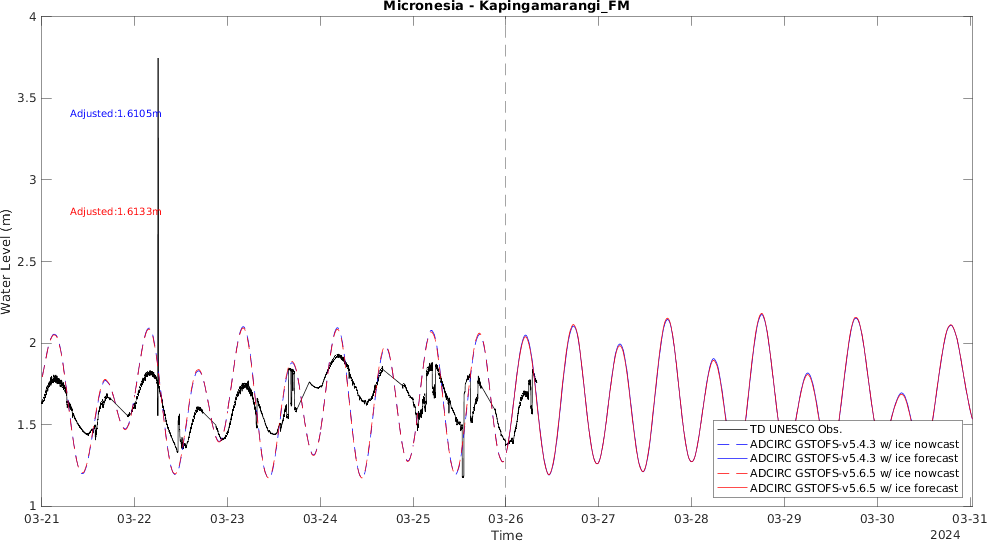 Micronesia - Kapingamarangi_FM
4
3.5
3
2.5
2
1.5
1
Water Level (m)
Adjusted:1.6105m
Adjusted:1.6133m
TD UNESCO Obs.
ADCIRC GSTOFS-v5.4.3 w/ ice nowcast
ADCIRC GSTOFS-v5.4.3 w/ ice forecast
ADCIRC GSTOFS-v5.6.5 w/ ice nowcast
ADCIRC GSTOFS-v5.6.5 w/ ice forecast
03-21 03-22 03-23 03-24 03-25 03-26 03-27 03-28 03-29 03-30 03-31
Time
2024